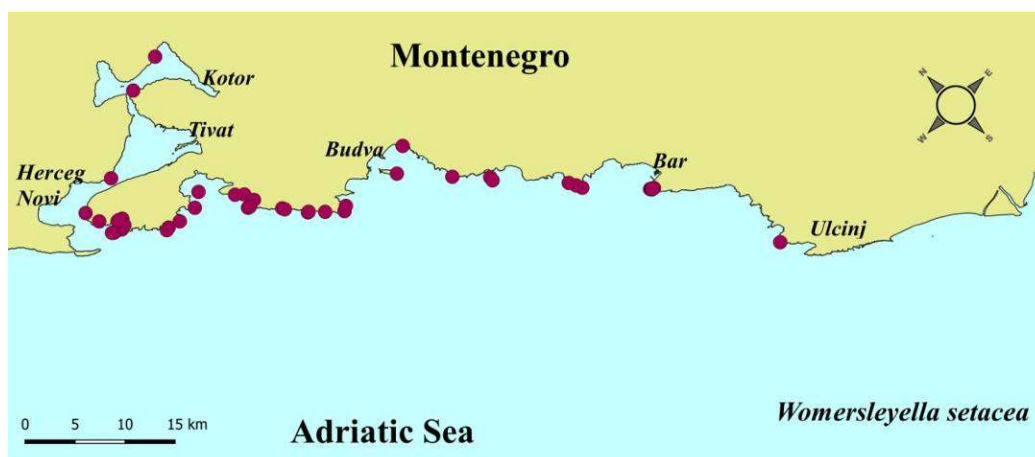 Montenegro
Kotor
Tivat
Herceg
Novi
Budva
Bar
Ulcinj
N
E
W
S
0 5 10 15 km
Adriatic Sea
Womersleyella setacea